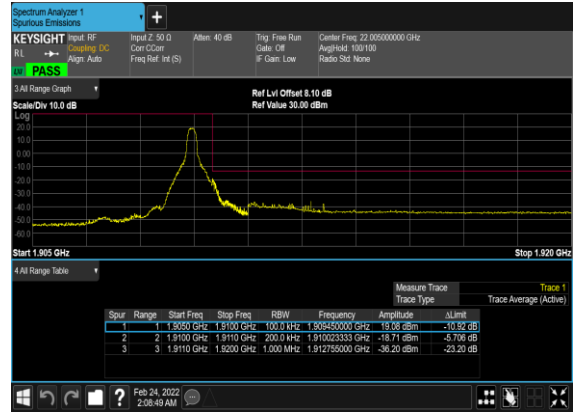 Spectrum Analyzer 1
Spurious Emissions
KEYSIGHT Input: RF Input Z: 50 Ω Atten: 40 dB Trig: Free Run Center Freq: 22.005000000 GHz
RL Coupling: DC Corr CCorr Gate: Off Avg|Hold: 100/100
Align: Auto Freq Ref: Int (S) IF Gain: Low Radio Std: None
LM PASS
3 All Range Graph
Ref Lvl Offset 8.10 dB
Scale/Div 10.0 dB Ref Value 30.00 dBm
Log
20.0
10.0
0.00
-10.0
-20.0
-30.0
-40.0
-50.0
-60.0
Start 1.905 GHz Stop 1.920 GHz
4 All Range Table
Measure Trace Trace 1
Trace Type Trace Average (Active)
Spur Range Start Freq Stop Freq RBW Frequency Amplitude ΔLimit
1 1 1.9050 GHz 1.9100 GHz 100.0 kHz 1.909450000 GHz 19.08 dBm -10.92 dB
2 2 1.9100 GHz 1.9110 GHz 200.0 kHz 1.910023333 GHz -18.71 dBm -5.706 dB
3 3 1.9110 GHz 1.9200 GHz 1.000 MHz 1.912755000 GHz -36.20 dBm -23.20 dB
? Feb 24, 2022
2:08:49 AM